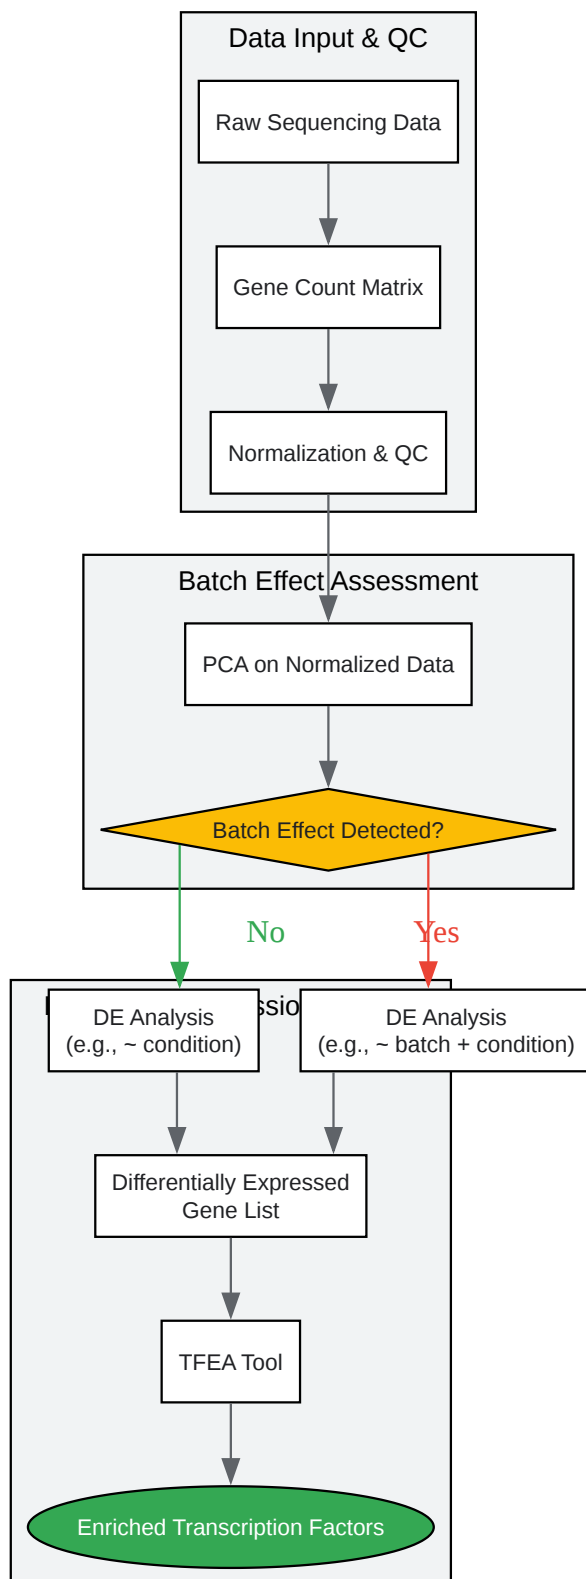 Data Input & QC
Raw Sequencing Data
Gene Count Matrix
Normalization & QC
Batch Effect Assessment
PCA on Normalized Data
Batch Effect Detected?
No
Yes
DE Analysis
(e.g., ~ condition)
DE Analysis
(e.g., ~ batch + condition)
Differentially Expressed
Gene List
TFEA Tool
Enriched Transcription Factors